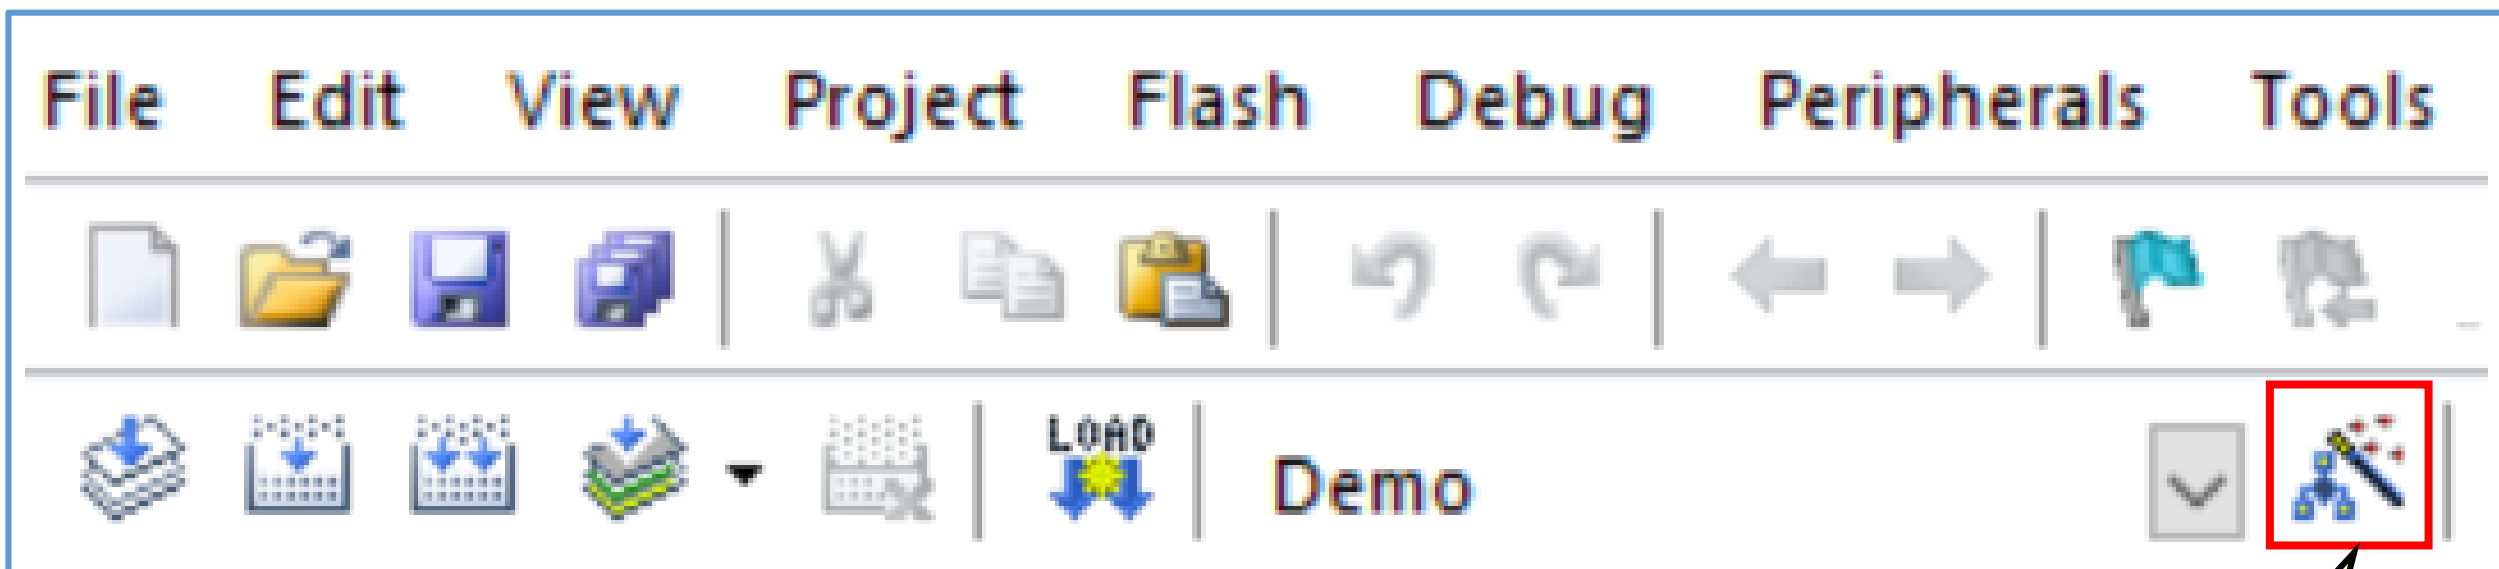 File Edit View Project Flash Debug Peripherals Tools
LOAD Demo